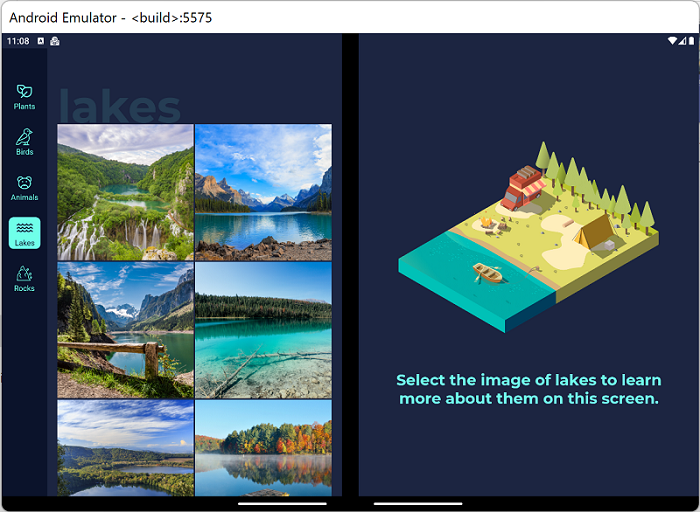 Android Emulator - <build>:5575
11:08
lakes
Plants
Birds
Animals
Lakes
Rocks
Select the image of lakes to learn
more about them on this screen.